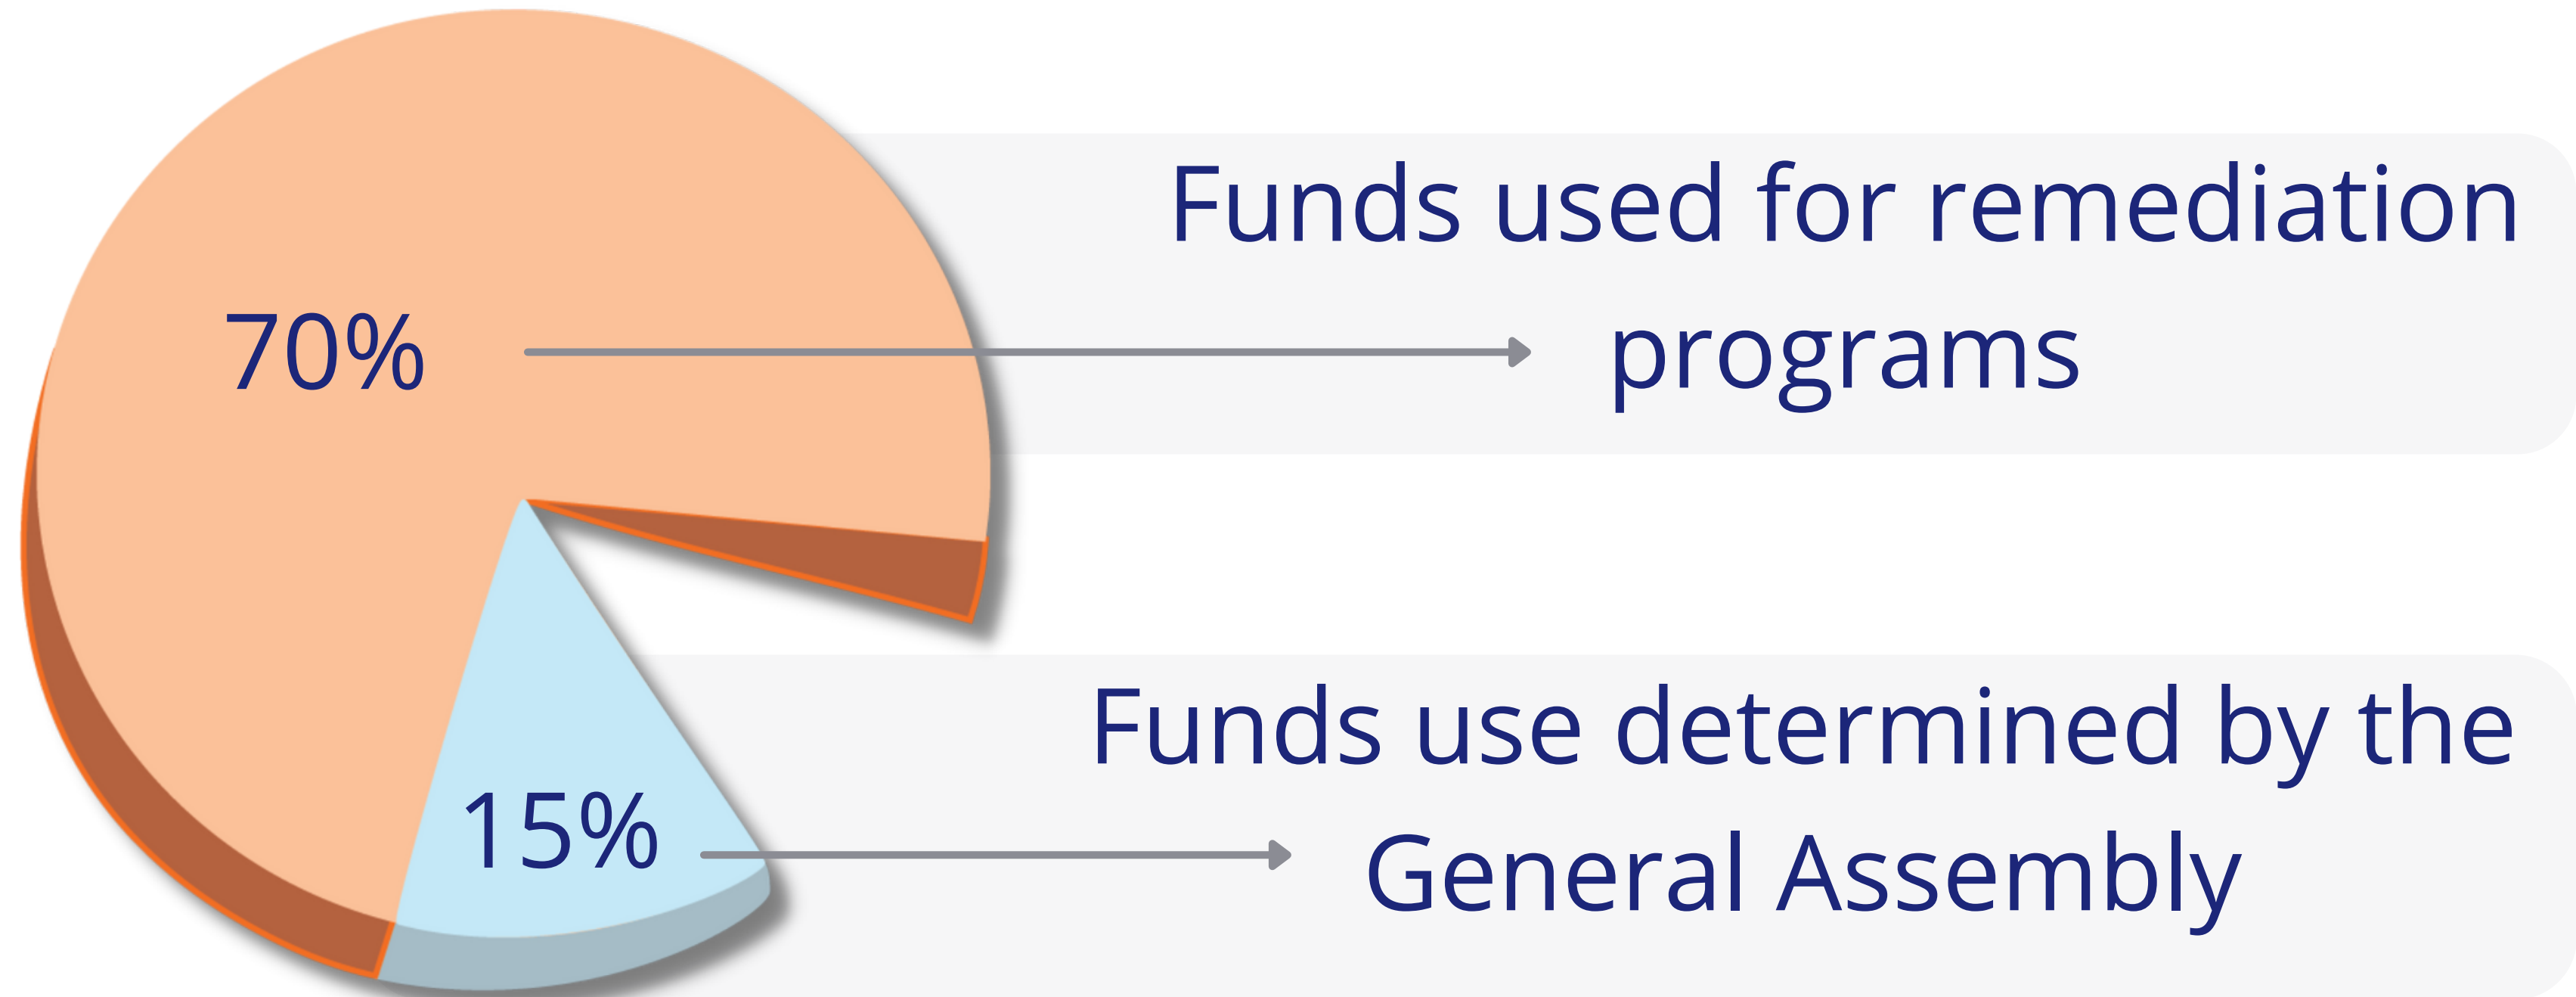 70%
Funds used for remediation
programs
15%
Funds use determined by the
General Assembly